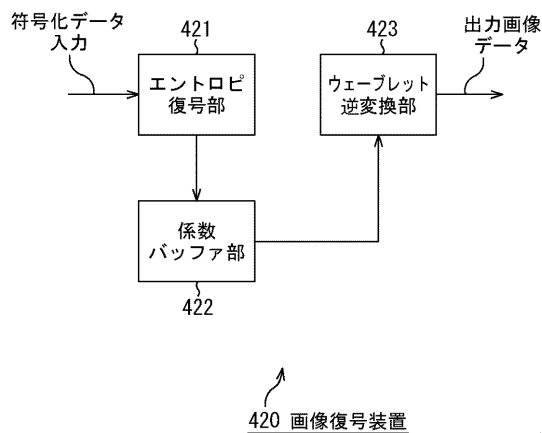 符号化データ
入力
421
エントロピ
復号部
423
ウェーブレット
逆変換部
出力画像
データ
係数
バッファ部
422
420 画像復号装置